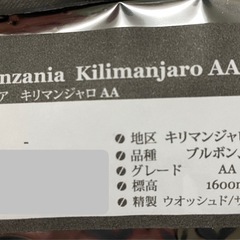 nzania Kilimanjaro AA
ア キリマンジャロ AA
-
地区 キリマンジャ
品種 ブルボン、
グレード AA
標高 1600m
精製 ウオッシュド/サ